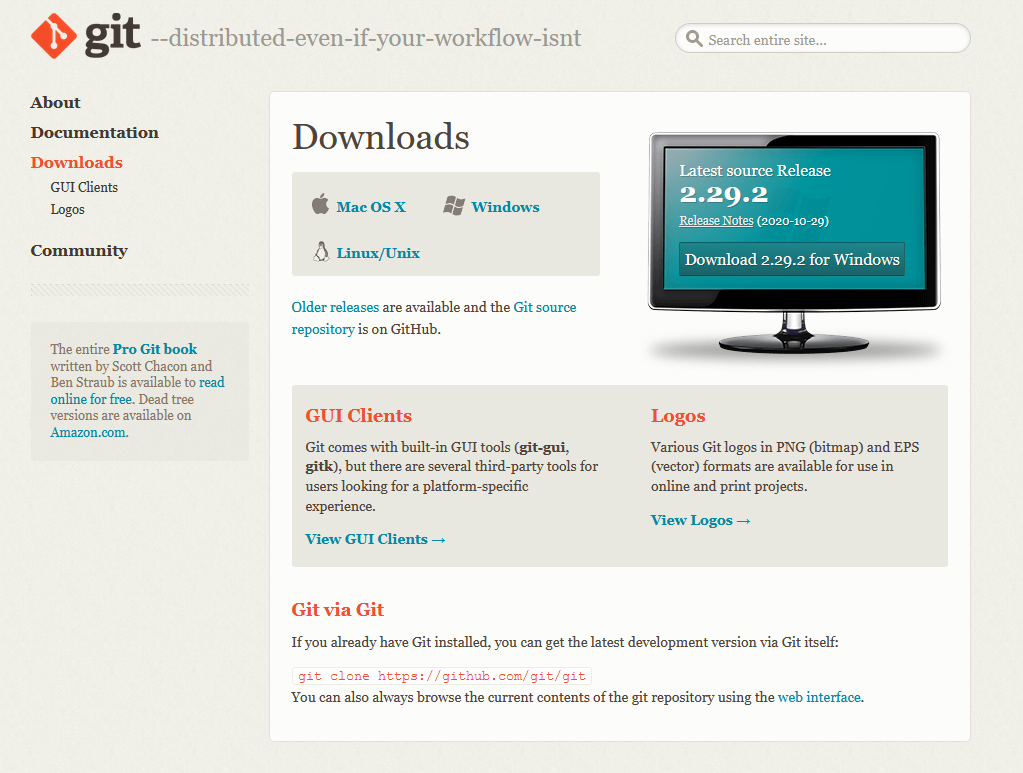 git --distributed-even-if-your-workflow-isnt
Search entire site...
About
Documentation
Downloads
GUI Clients
Logos
Community
The entire Pro Git book
written by Scott Chacon and
Ben Straub is available to read
online for free. Dead tree
versions are available on
Amazon.com.
Downloads
Mac OS X
Windows
Linux/Unix
Older releases are available and the Git source
repository is on GitHub.
Latest source Release
2.29.2
Release Notes (2020-10-29)
Download 2.29.2 for Windows
GUI Clients
Git comes with built-in GUI tools (git-gui,
gitk), but there are several third-party tools for
users looking for a platform-specific
experience.
View GUI Clients →
Logos
Various Git logos in PNG (bitmap) and EPS
(vector) formats are available for use in
online and print projects.
View Logos →
Git via Git
If you already have Git installed, you can get the latest development version via Git itself:
git clone https://github.com/git/git
You can also always browse the current contents of the git repository using the web interface.